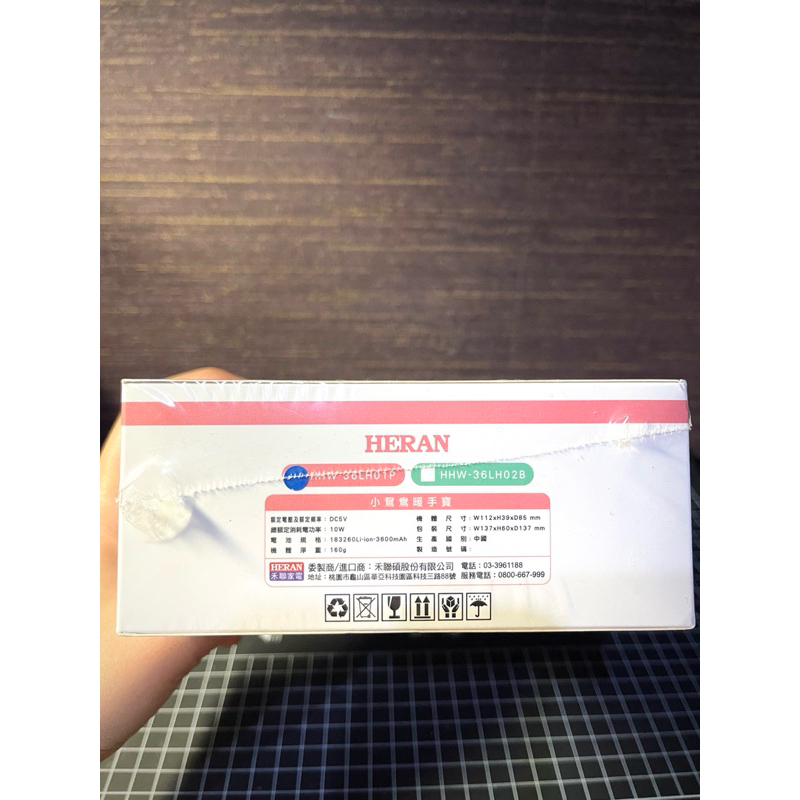 HERAN
HHW-36LH01P HHW-36LH02B
小鴛鴦暖手寶
額定電壓及額定頻率：DC5V 機體尺寸：W112xH39xD85 mm
總額定消耗電功率：10W 包裝尺寸：W137xH60xD137 mm
電池規格：183260Li-ion-3600mAh 生產國別：中國
機體淨重：160g 製造號碼：
HERAN 委製商/進口商：禾聯碩股份有限公司 電話：03-3961188
禾聯家電 地址：桃園市龜山區華亞科技園區科技三路88號 服務電話：0800-667-999